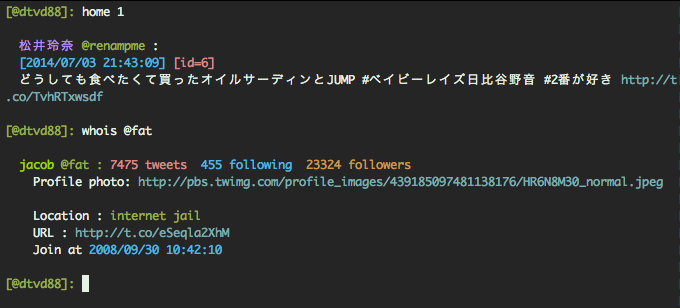 [@dtvd88]: home 1
松井玲奈 @renampme :
[2014/07/03 21:43:09] [id=6]
どうしても食べたくて買ったオイルサーディンとJUMP #ベイビーレイズ日比谷野音 #2番が好き http://t
.co/TvhRTxwsdf
[@dtvd88]: whois @fat
jacob @fat : 7475 tweets 455 following 23324 followers
Profile photo: http://pbs.twimg.com/profile_images/439185097481138176/HR6N8M30_normal.jpeg
Location : internet jail
URL : http://t.co/eSeqla2XhM
Join at 2008/09/30 10:42:10
[@dtvd88]: